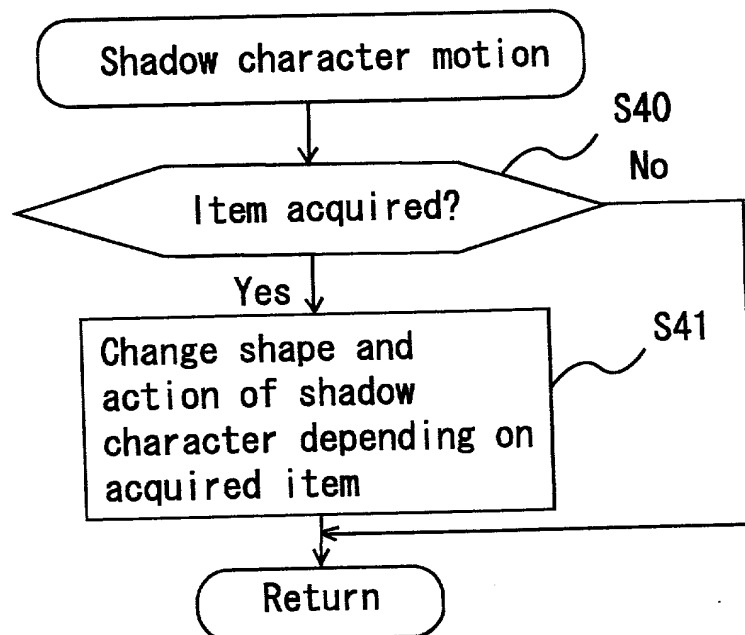 Shadow character motion
S40
No
Item acquired?
Yes
S41
Change shape and
action of shadow
character depending on
acquired item
Return